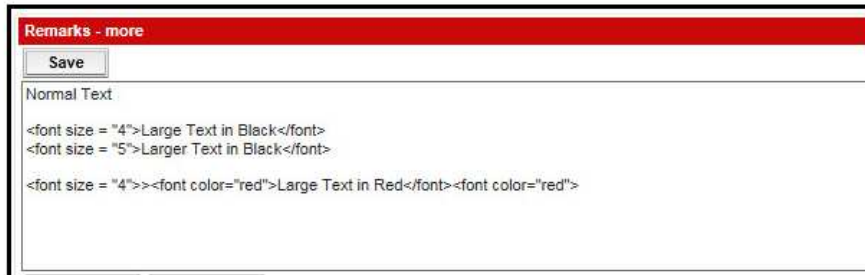 Remarks - more
Save
Normal Text
<font size = "4">Large Text in Black</font>
<font size = "5">Larger Text in Black</font>
<font size = "4">><font color="red">Large Text in Red</font><font color="red">